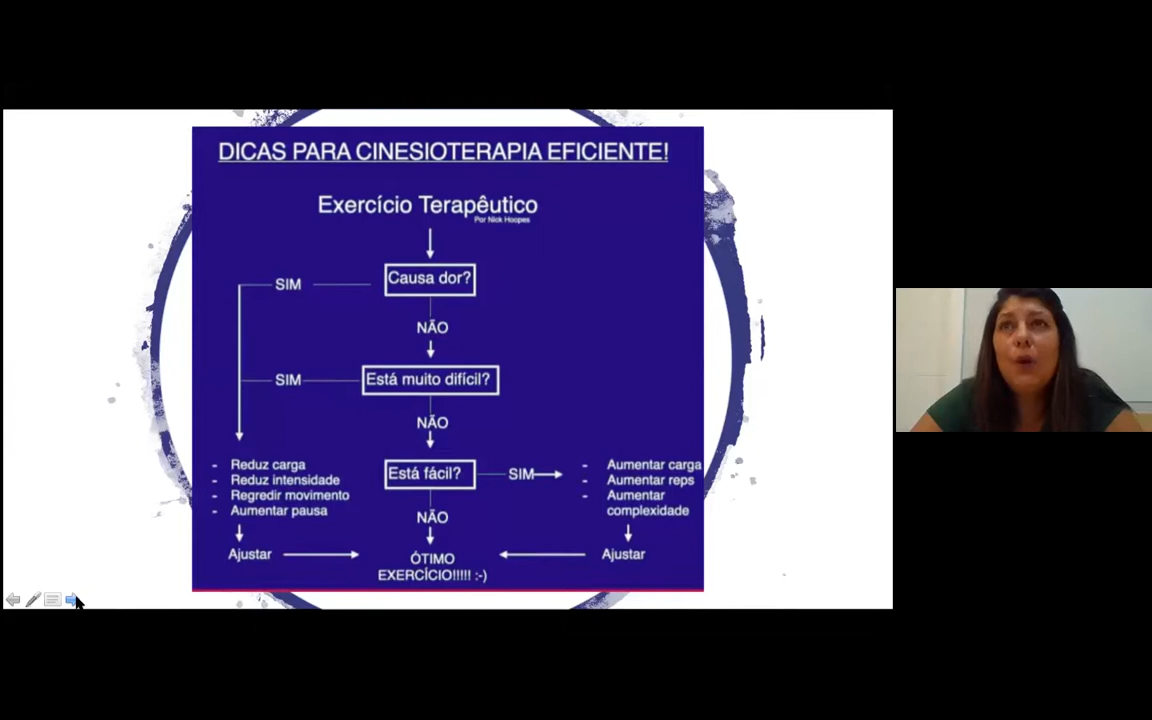 DICAS PARA CINESIOTERAPIA EFICIENTE!
Exercício Terapêutico
Por Nick Hoopes
Causa dor?
SIM
NÃO
Está muito difícil?
SIM
NÃO
Está fácil?
SIM
- Reduz carga
- Reduz intensidade
- Regredir movimento
- Aumentar pausa
- Aumentar carga
- Aumentar reps
- Aumentar
complexidade
NÃO
Ajustar
ÓTIMO
EXERCÍCIO!!!!! :-)
Ajustar